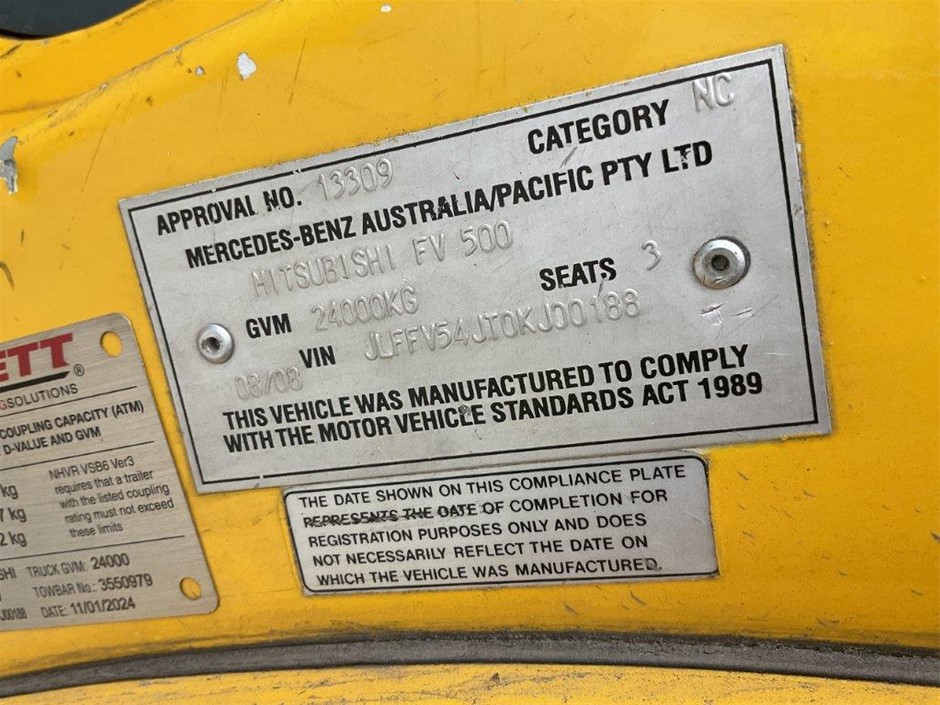 APPROVAL NO. 13309 CATEGORY NC
MERCEDES-BENZ AUSTRALIA/PACIFIC PTY LTD
MITSUBISHI FV 500
GVM 24000KG SEATS 3
VIN JLFFV54JT0KJ00188
08/08
THIS VEHICLE WAS MANUFACTURED TO COMPLY
WITH THE MOTOR VEHICLE STANDARDS ACT 1989
THE DATE SHOWN ON THIS COMPLIANCE PLATE
REPRESENTS THE DATE OF COMPLETION FOR
REGISTRATION PURPOSES ONLY AND DOES
NOT NECESSARILY REFLECT THE DATE ON
WHICH THE VEHICLE WAS MANUFACTURED.
ETT®
GSOLUTIONS
COUPLING CAPACITY (ATM)
D-VALUE AND GVM
kg NHVR VSB6 Ver3
requires that a trailer
7 kg with the listed coupling
rating must not exceed
2 kg these limits
SHI TRUCK GVM: 24000
TOWBAR No.: 3550979
J00188 DATE: 11/01/2024